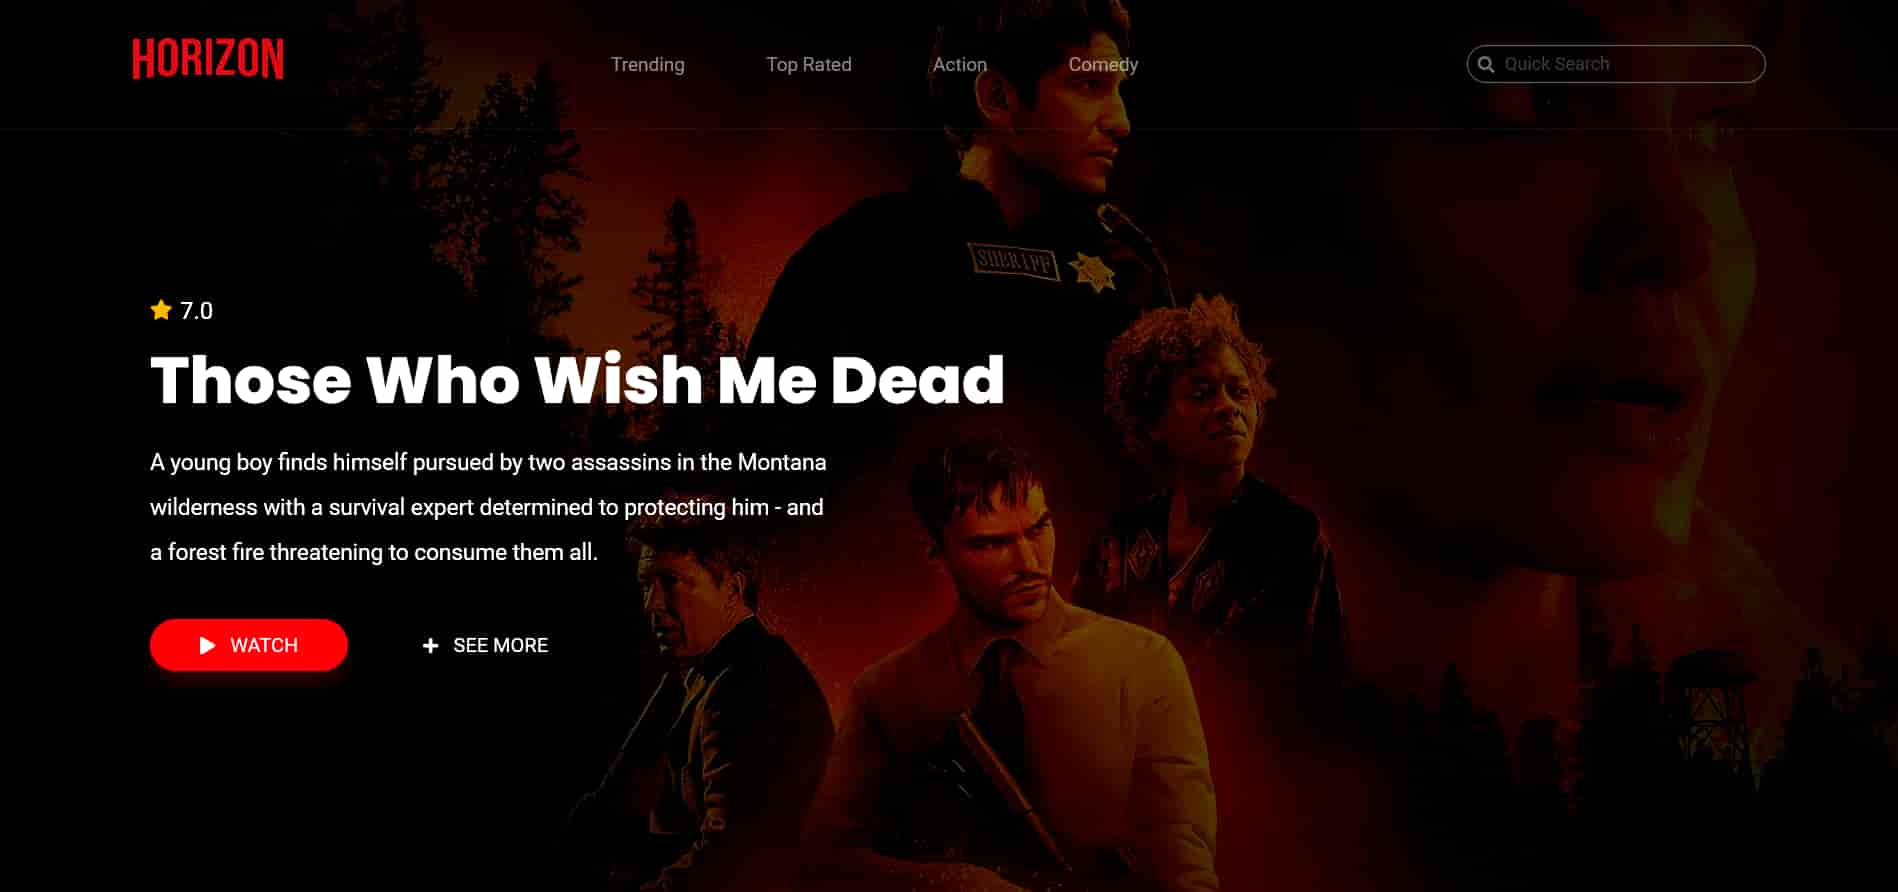 HORIZON
Trending
Top Rated
Action
Comedy
Quick Search
SHERIFF
7.0
Those Who Wish Me Dead
A young boy finds himself pursued by two assassins in the Montana
wilderness with a survival expert determined to protecting him - and
a forest fire threatening to consume them all.
WATCH
SEE MORE